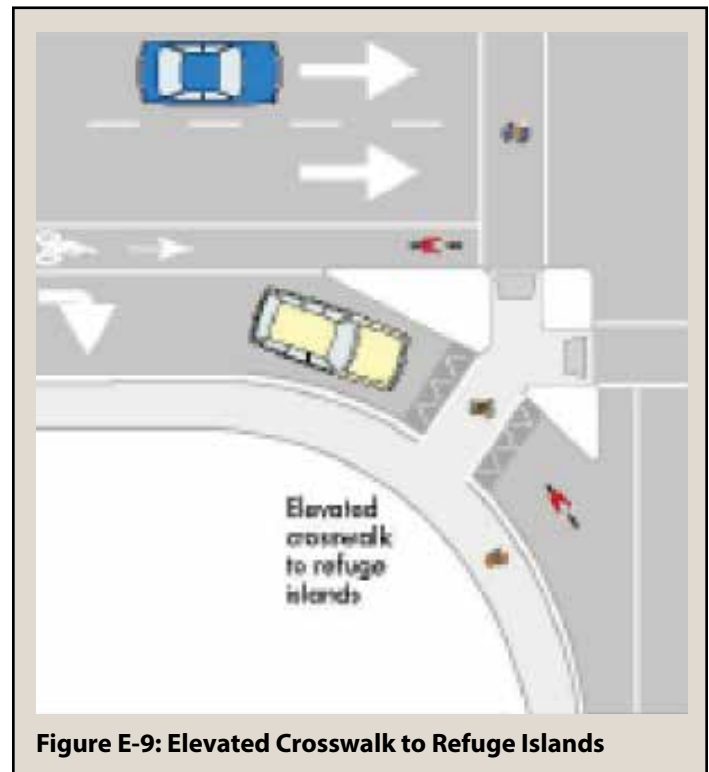 Elevated
crosswalk
to refuge
islands
Figure E-9: Elevated Crosswalk to Refuge Islands